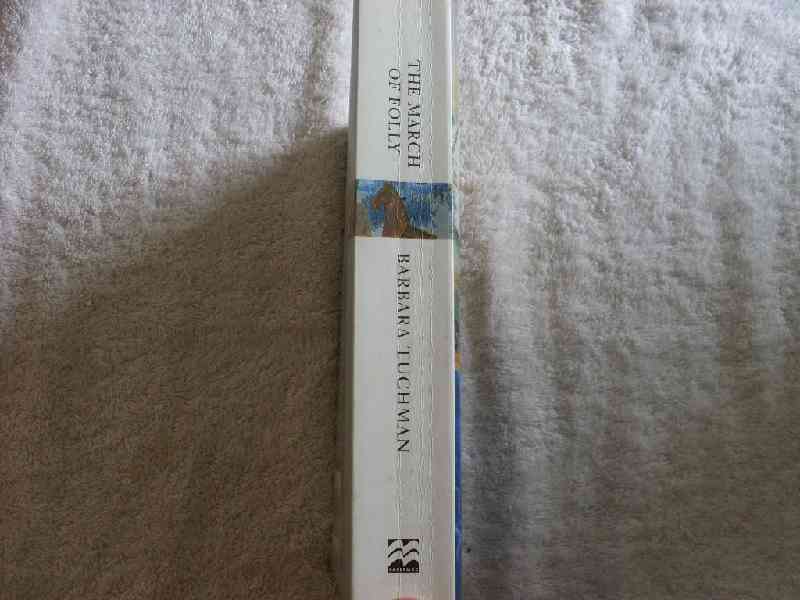 THE MARCH
OF FOLLY
BARBARA TUCHMAN